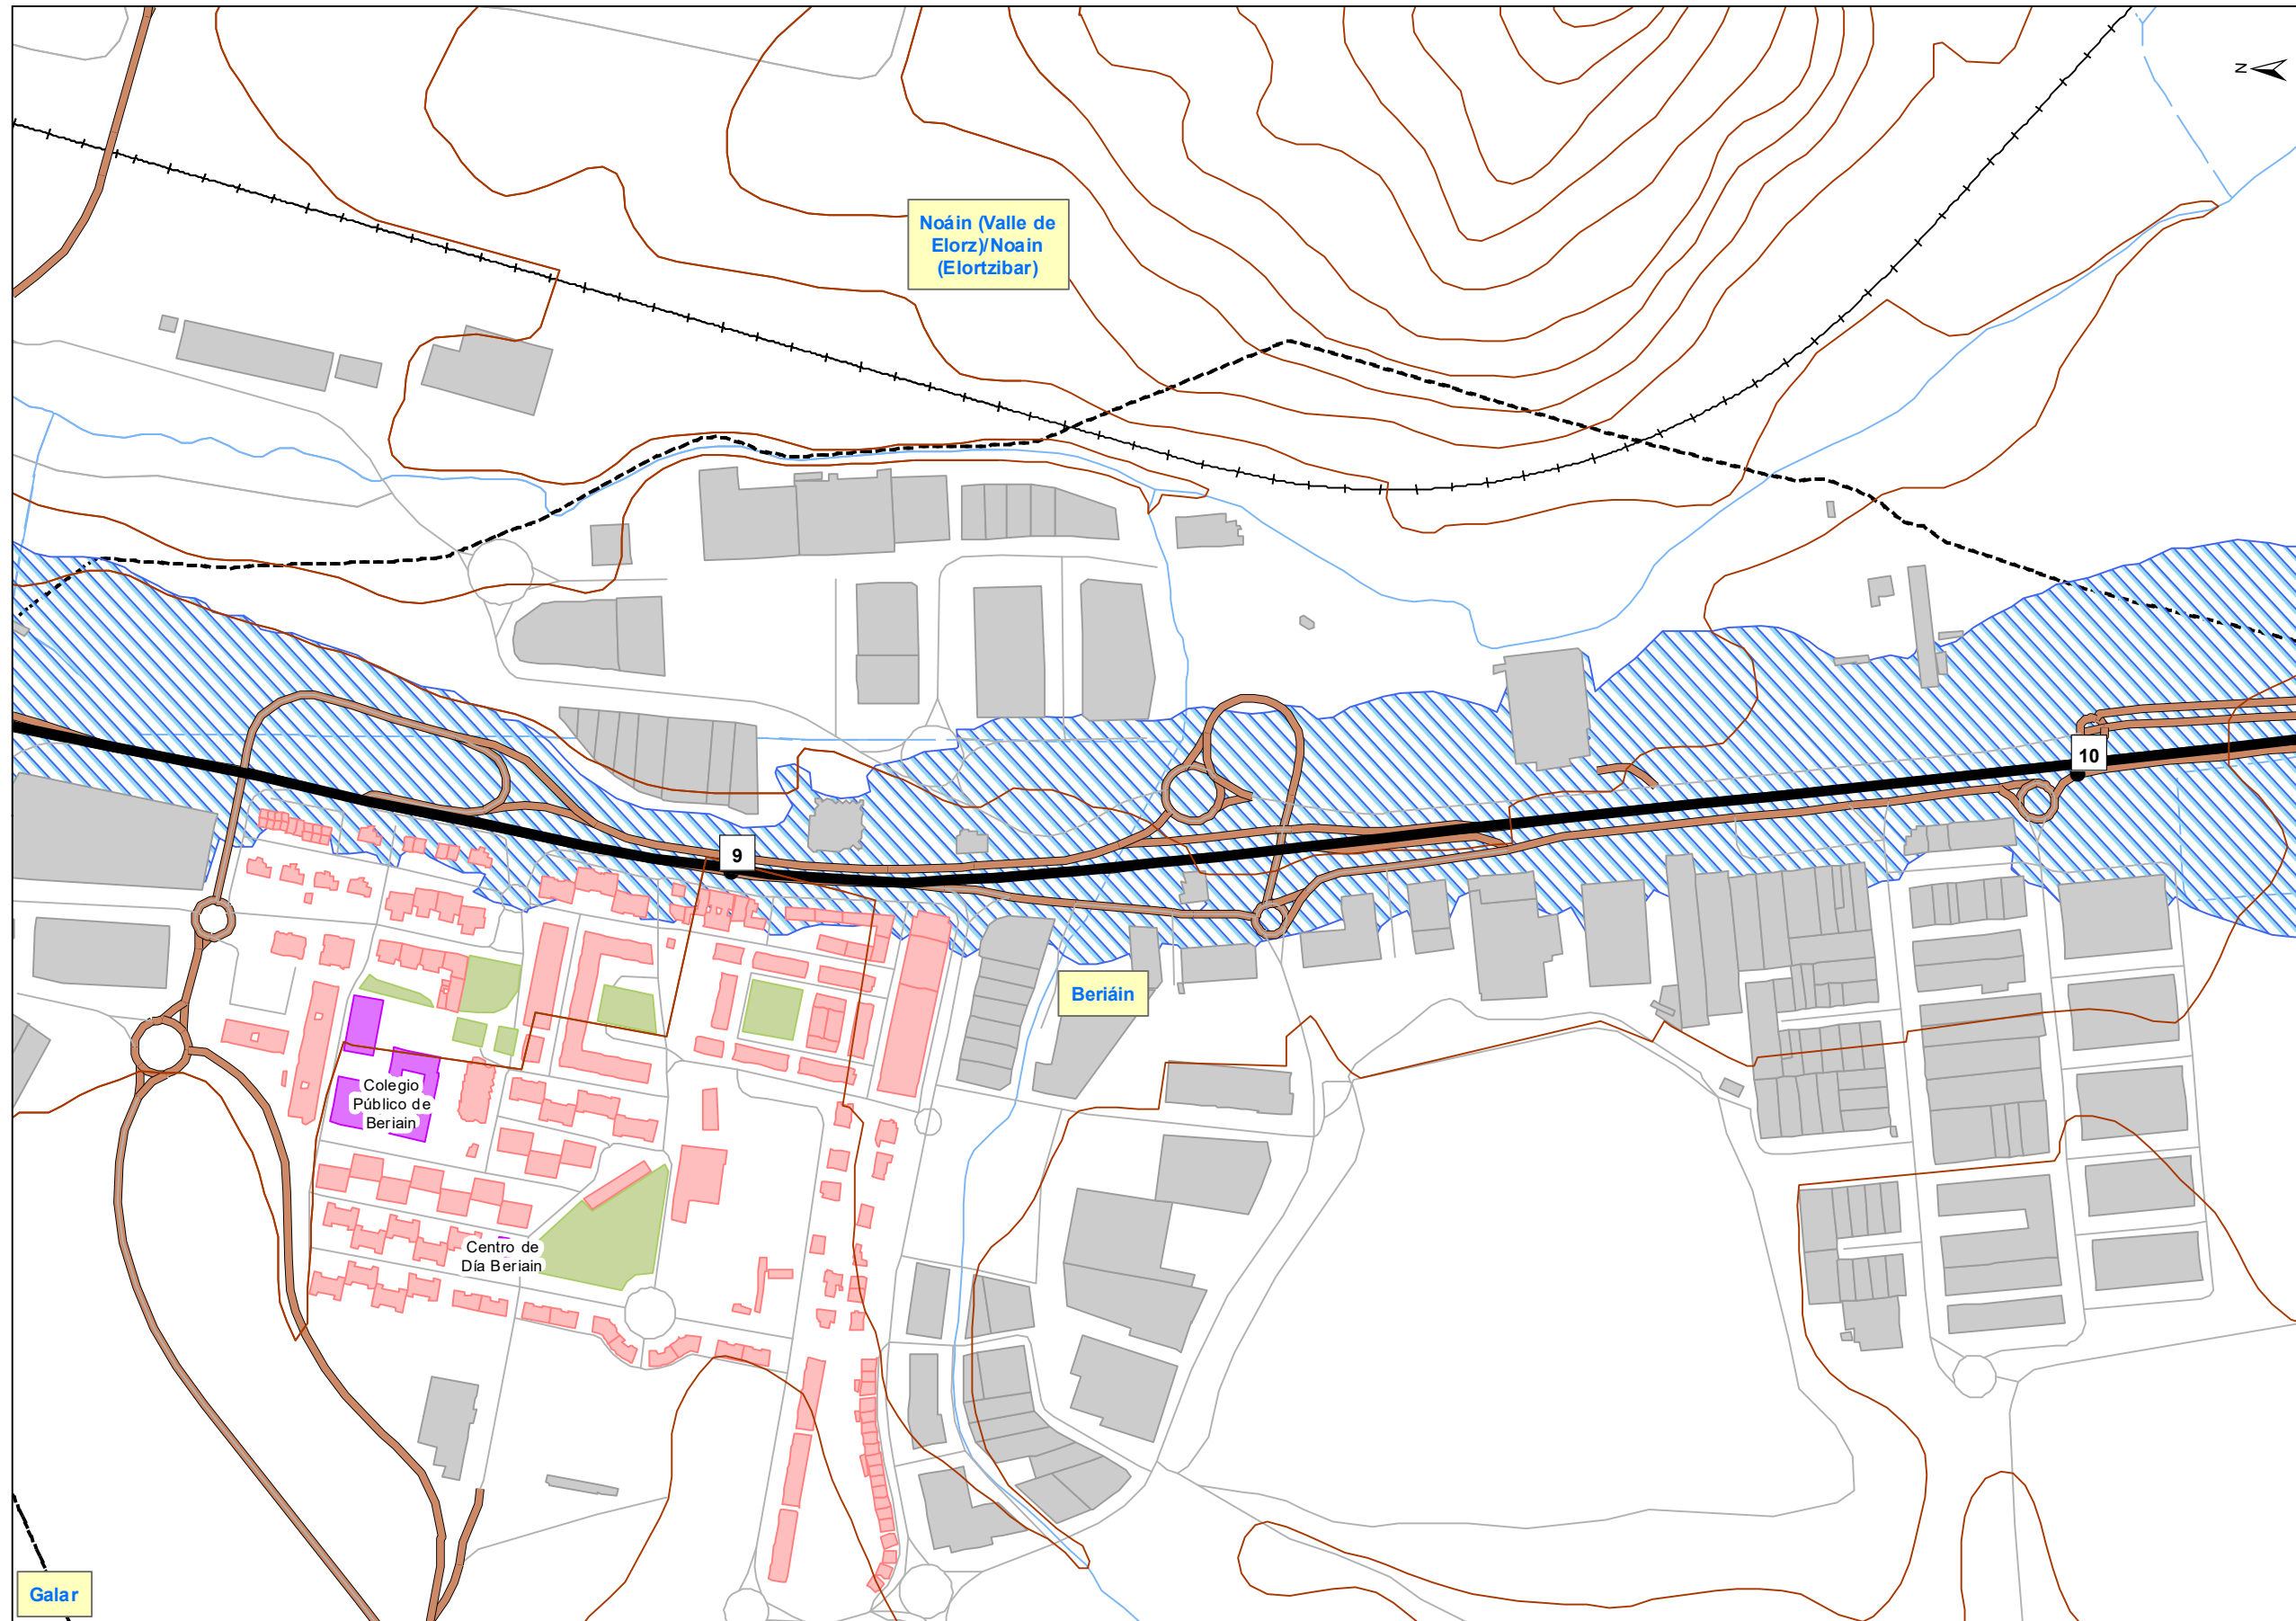 N
Noáin (Valle de
Elorz)/Noain
(Elortzibar)
10
9
Beriáin
Colegio
Público de
Beriain
Centro de
Día Beriain
Galar